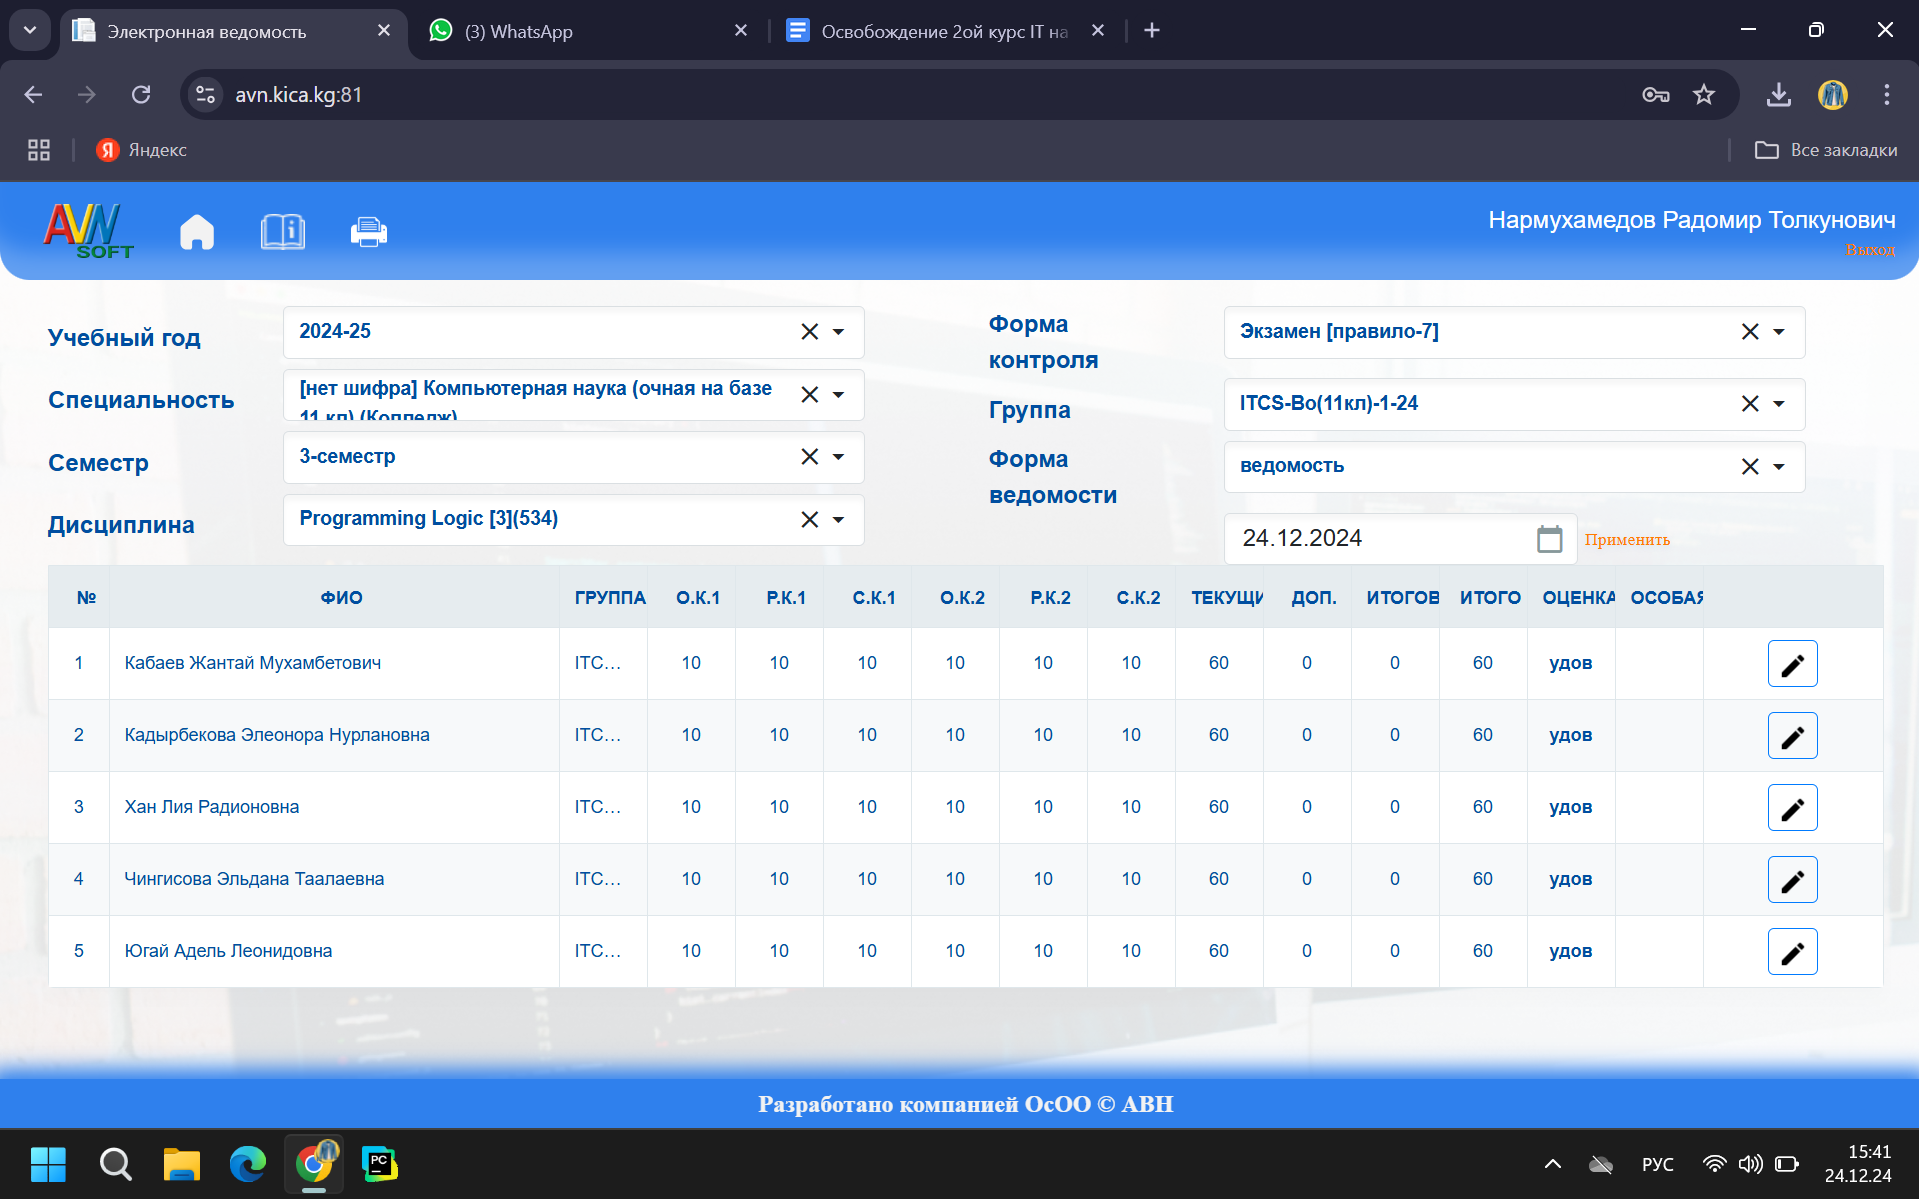 Электронная ведомость
(3) WhatsApp
Освобождение 2ой курс IT на
avn.kica.kg:81
Яндекс
Все закладки
AVN
SOFT
Нармухамедов Радомир Толкунович
Выход
Учебный год
2024-25
Форма контроля
Экзамен [правило-7]
Специальность
[нет шифра] Компьютерная наука (очная на базе
11 кл) (Колледж)
Группа
ITCS-Во(11кл)-1-24
Семестр
3-семестр
Форма ведомости
ведомость
Дисциплина
Programming Logic [3](534)
24.12.2024
Применить
№ ФИО ГРУППА О.К.1 Р.К.1 С.К.1 О.К.2 Р.К.2 С.К.2 ТЕКУЩИ ДОП. ИТОГОВ ИТОГО ОЦЕНКА ОСОБАЯ
1 Кабаев Жантай Мухамбетович ITC... 10 10 10 10 10 10 60 0 0 60 удов
2 Кадырбекова Элеонора Нурлановна ITC... 10 10 10 10 10 10 60 0 0 60 удов
3 Хан Лия Радионовна ITC... 10 10 10 10 10 10 60 0 0 60 удов
4 Чингисова Эльдана Таалаевна ITC... 10 10 10 10 10 10 60 0 0 60 удов
5 Югай Адель Леонидовна ITC... 10 10 10 10 10 10 60 0 0 60 удов
Разработано компанией ОсОО © АВН
PC
РУС
15:41
24.12.24